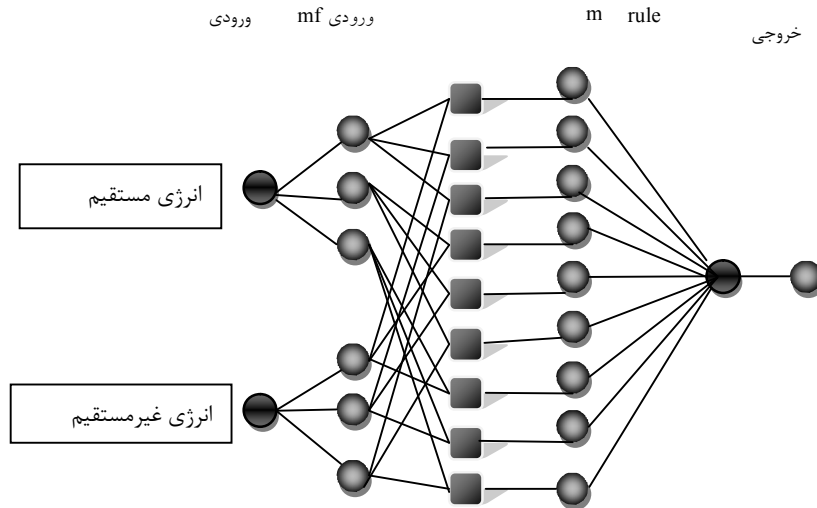 ورودی
ورودی mf
m rule
خروجی
انرژی مستقیم
انرژی غیرمستقیم